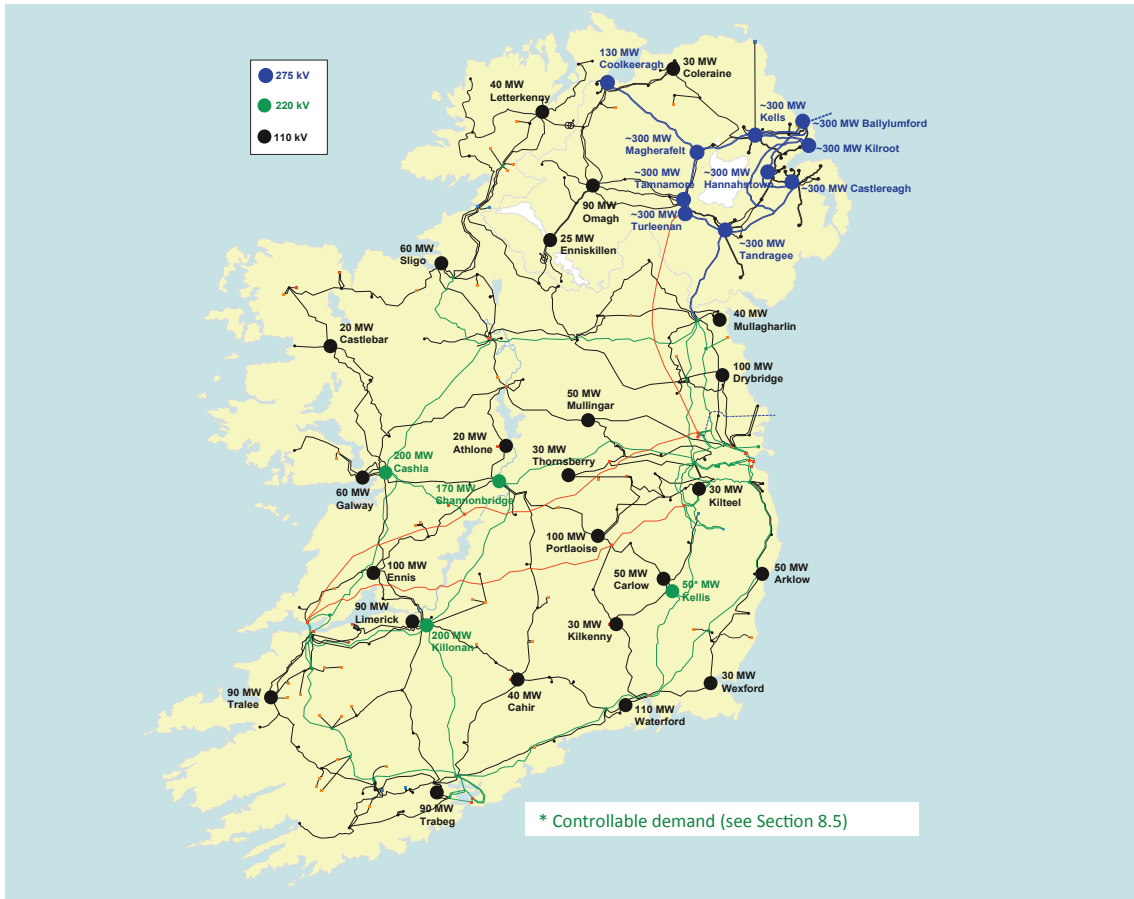 275 kV
220 kV
110 kV
130 MW
Coolkeeragh
30 MW
Coleraine
40 MW
Letterkenny
~300 MW
Kells
~300 MW Ballylumford
~300 MW Kilroot
~300 MW
Magherafelt
~300 MW
Hannahstown
~300 MW
Tamnamore
~300 MW Castlereagh
90 MW
Omagh
~300 MW
Turleenan
~300 MW
Tandragee
25 MW
Enniskillen
60 MW
Sligo
40 MW
Mullagharlin
20 MW
Castlebar
100 MW
Drybridge
50 MW
Mullingar
20 MW
Athlone
30 MW
Thornsberry
200 MW
Cashla
170 MW
Shannonbridge
60 MW
Galway
30 MW
Kilteel
100 MW
Portlaoise
100 MW
Ennis
50 MW
Carlow
50* MW
Kellis
50 MW
Arklow
90 MW
Limerick
200 MW
Killonan
30 MW
Kilkenny
90 MW
Tralee
40 MW
Cahir
30 MW
Wexford
110 MW
Waterford
90 MW
Trabeg
* Controllable demand (see Section 8.5)